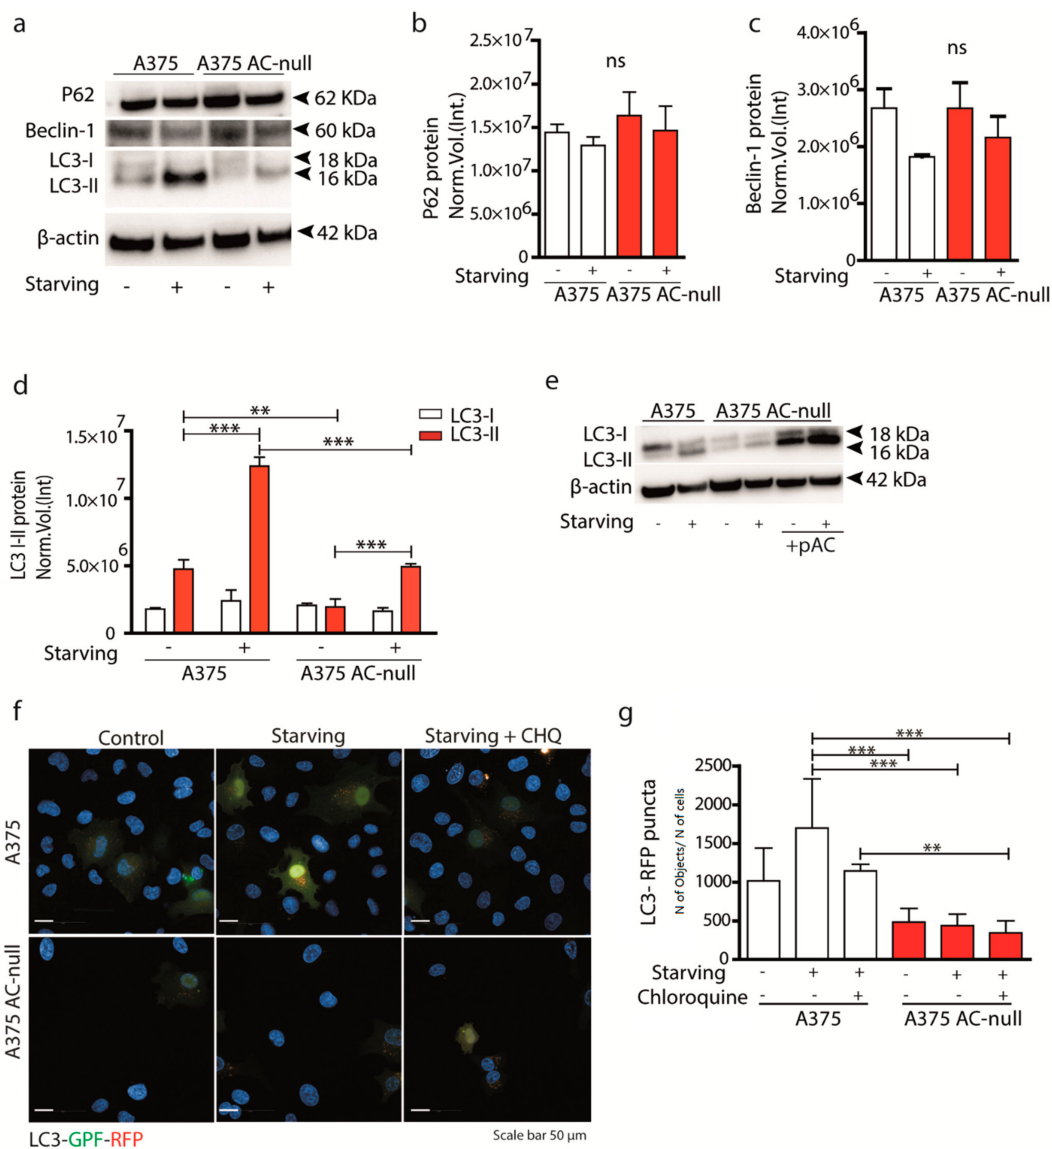 a
A375 A375 AC-null
P62
62 KDa
Beclin-1
60 kDa
LC3-I
18 kDa
LC3-II
16 kDa
β-actin
42 kDa
Starving - + - +
b
P62 protein
Norm.Vol.(Int.)
2.5×10⁷
2.0×10⁷
1.5×10⁷
1.0×10⁷
5.0×10⁶
0
ns
Starving - + - +
A375 A375 AC-null
c
Beclin-1 protein
Norm.Vol.(Int)
4.0×10⁶
3.0×10⁶
2.0×10⁶
1.0×10⁶
0
ns
Starving - + - +
A375 A375 AC-null
d
LC3 I-II protein
Norm.Vol.(Int)
1.5×10⁷
1.0×10⁷
5.0×10⁶
0
**
***
***
***
LC3-I
LC3-II
Starving - + - +
A375 A375 AC-null
e
A375 A375 AC-null
LC3-I
18 kDa
LC3-II
16 kDa
β-actin
42 kDa
Starving - + - + - +
+pAC
f
Control Starving Starving + CHQ
A375
A375 AC-null
LC3-GPF-RFP
Scale bar 50 μm
g
LC3- RFP puncta
N of Objects/ N of cells
2500
2000
1500
1000
500
0
***
***
***
**
Starving - + + - + +
Chloroquine - - + - - +
A375 A375 AC-null